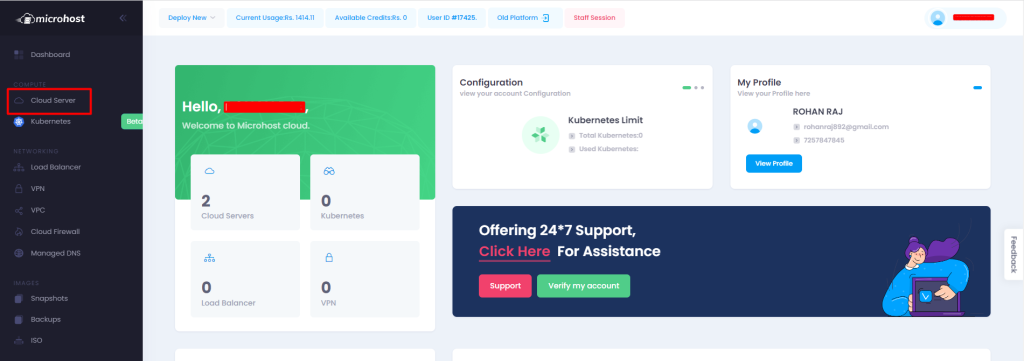 microhost
Deploy New
Current Usage:Rs. 1414.11
Available Credits:Rs. 0
User ID #17425.
Old Platform
Staff Session
Dashboard
COMPUTE
Cloud Server
Kubernetes
Beta
NETWORKING
Load Balancer
VPN
VPC
Cloud Firewall
Managed DNS
IMAGES
Snapshots
Backups
ISO
Hello,
,
Welcome to Microhost cloud.
2
Cloud Servers
0
Kubernetes
0
Load Balancer
0
VPN
Configuration
view your account Configuration
Kubernetes Limit
Total Kubernetes:0
Used Kubernetes:
My Profile
View your Profile here
ROHAN RAJ
rohanraj892@gmail.com
7257847845
View Profile
Offering 24*7 Support,
Click Here For Assistance
Support
Verify my account
Feedback